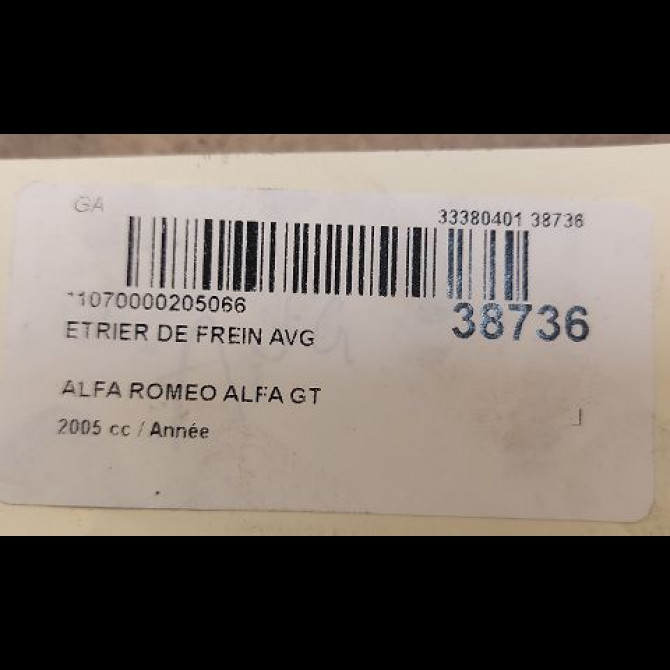 GA
33380401 38736
11070000205066
38736
ETRIER DE FREIN AVG
ALFA ROMEO ALFA GT
2005 cc / Année